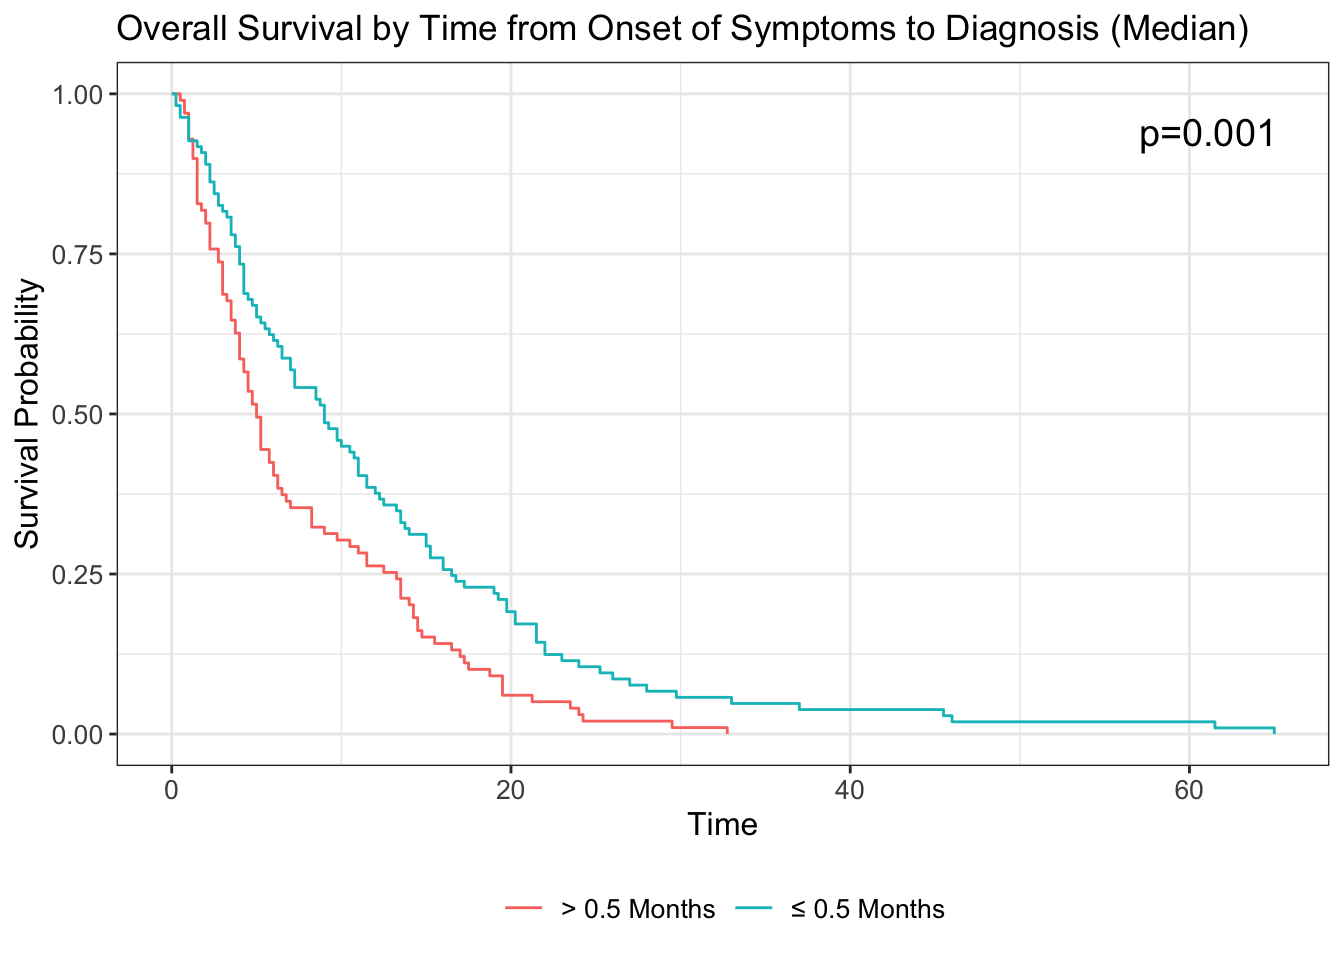 Overall Survival by Time from Onset of Symptoms to Diagnosis (Median)
1.00
p=0.001
0.75
Survival Probability
0.50
0.25
0.00
0 20 40 60
Time
> 0.5 Months ≤ 0.5 Months